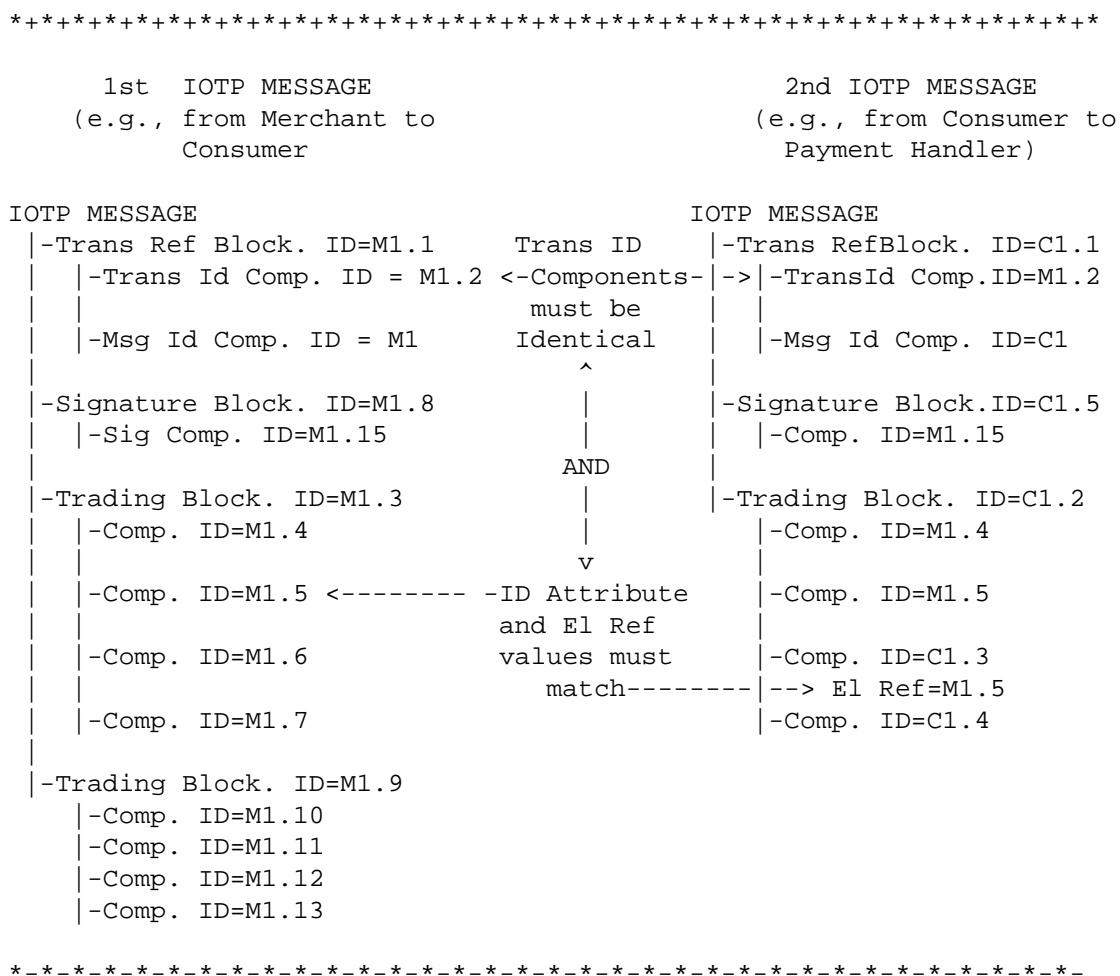 *+*+*+*+*+*+*+*+*+*+*+*+*+*+*+*+*+*+*+*+*+*+*+*+*+*+*+*+*+*+*+*+*+*+*

      1st  IOTP MESSAGE                          2nd IOTP MESSAGE
    (e.g., from Merchant to                    (e.g., from Consumer to
           Consumer                              Payment Handler)

IOTP MESSAGE                               IOTP MESSAGE
 |-Trans Ref Block. ID=M1.1    Trans ID     |-Trans RefBlock. ID=C1.1
 |  |-Trans Id Comp. ID = M1.2 <-Components-|->|-TransId Comp.ID=M1.2
 |  |                            must be    |  |
 |  |-Msg Id Comp. ID = M1      Identical   |  |-Msg Id Comp. ID=C1
 |                                  ^       |
 |-Signature Block. ID=M1.8         |       |-Signature Block.ID=C1.5
 |  |-Sig Comp. ID=M1.15            |       |  |-Comp. ID=M1.15
 |                                 AND      |
 |-Trading Block. ID=M1.3           |       |-Trading Block. ID=C1.2
 |  |-Comp. ID=M1.4                 |          |-Comp. ID=M1.4
 |  |                               v          |
 |  |-Comp. ID=M1.5 <-------- -ID Attribute    |-Comp. ID=M1.5
 |  |                          and El Ref      |
 |  |-Comp. ID=M1.6            values must     |-Comp. ID=C1.3
 |  |                             match--------|--> El Ref=M1.5
 |  |-Comp. ID=M1.7                            |-Comp. ID=C1.4
 |
 |-Trading Block. ID=M1.9
    |-Comp. ID=M1.10
    |-Comp. ID=M1.11
    |-Comp. ID=M1.12
    |-Comp. ID=M1.13

*-*-*-*-*-*-*-*-*-*-*-*-*-*-*-*-*-*-*-*-*-*-*-*-*-*-*-*-*-*-*-*-*-*-